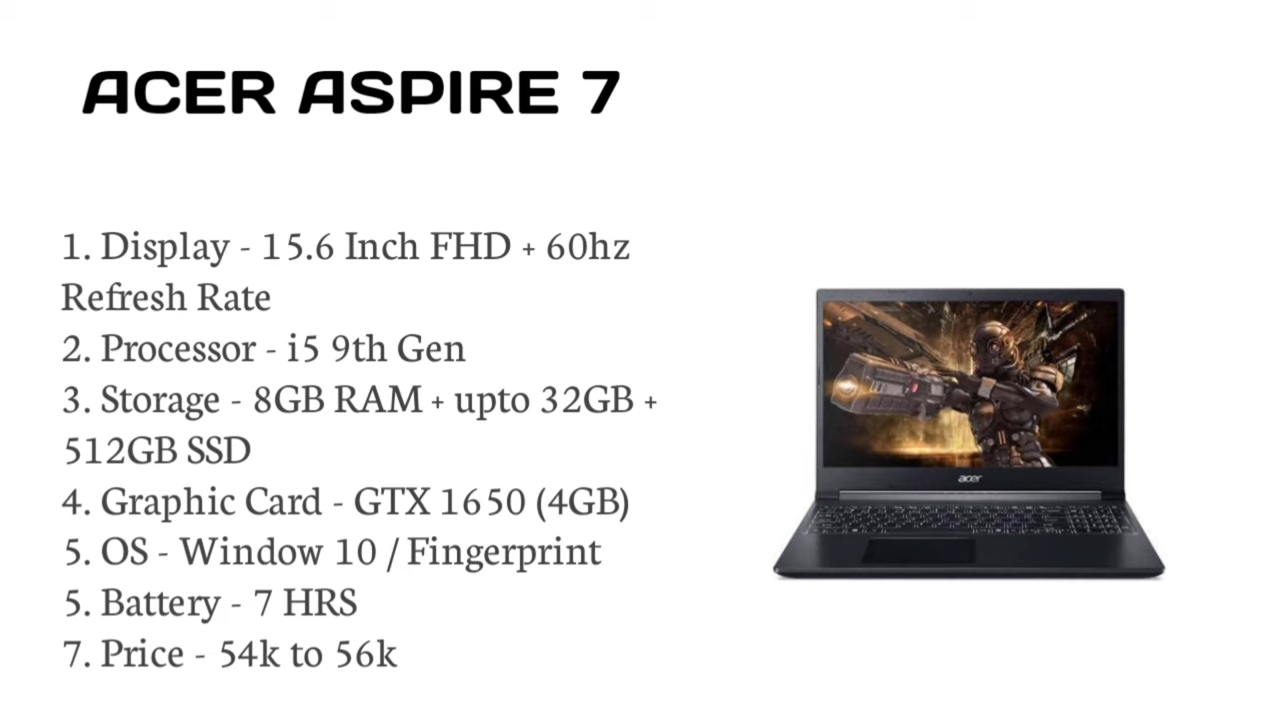 ACER ASPIRE 7
1. Display - 15.6 Inch FHD + 60hz
Refresh Rate
2. Processor - i5 9th Gen
3. Storage - 8GB RAM + upto 32GB +
512GB SSD
4. Graphic Card - GTX 1650 (4GB)
5. OS - Window 10 / Fingerprint
5. Battery - 7 HRS
7. Price - 54k to 56k
acer